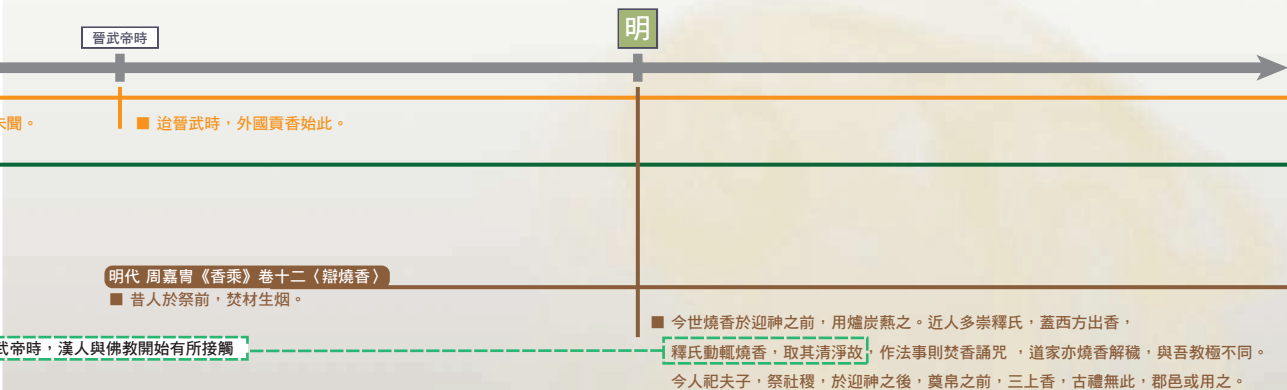 晉武帝時
明
未聞。
■ 迨晉武時，外國貢香始此。
明代 周嘉胄《香乘》卷十二〈辯燒香〉
■ 昔人於祭前，焚材生烟。
■ 今世燒香於迎神之前，用爐炭爇之。近人多崇釋氏，蓋西方出香，
釋氏動輒燒香，取其清淨故，作法事則焚香誦咒 ，道家亦燒香解穢，與吾教極不同。
今人祀夫子，祭社稷，於迎神之後，奠帛之前，三上香，古禮無此，郡邑或用之。
武帝時，漢人與佛教開始有所接觸